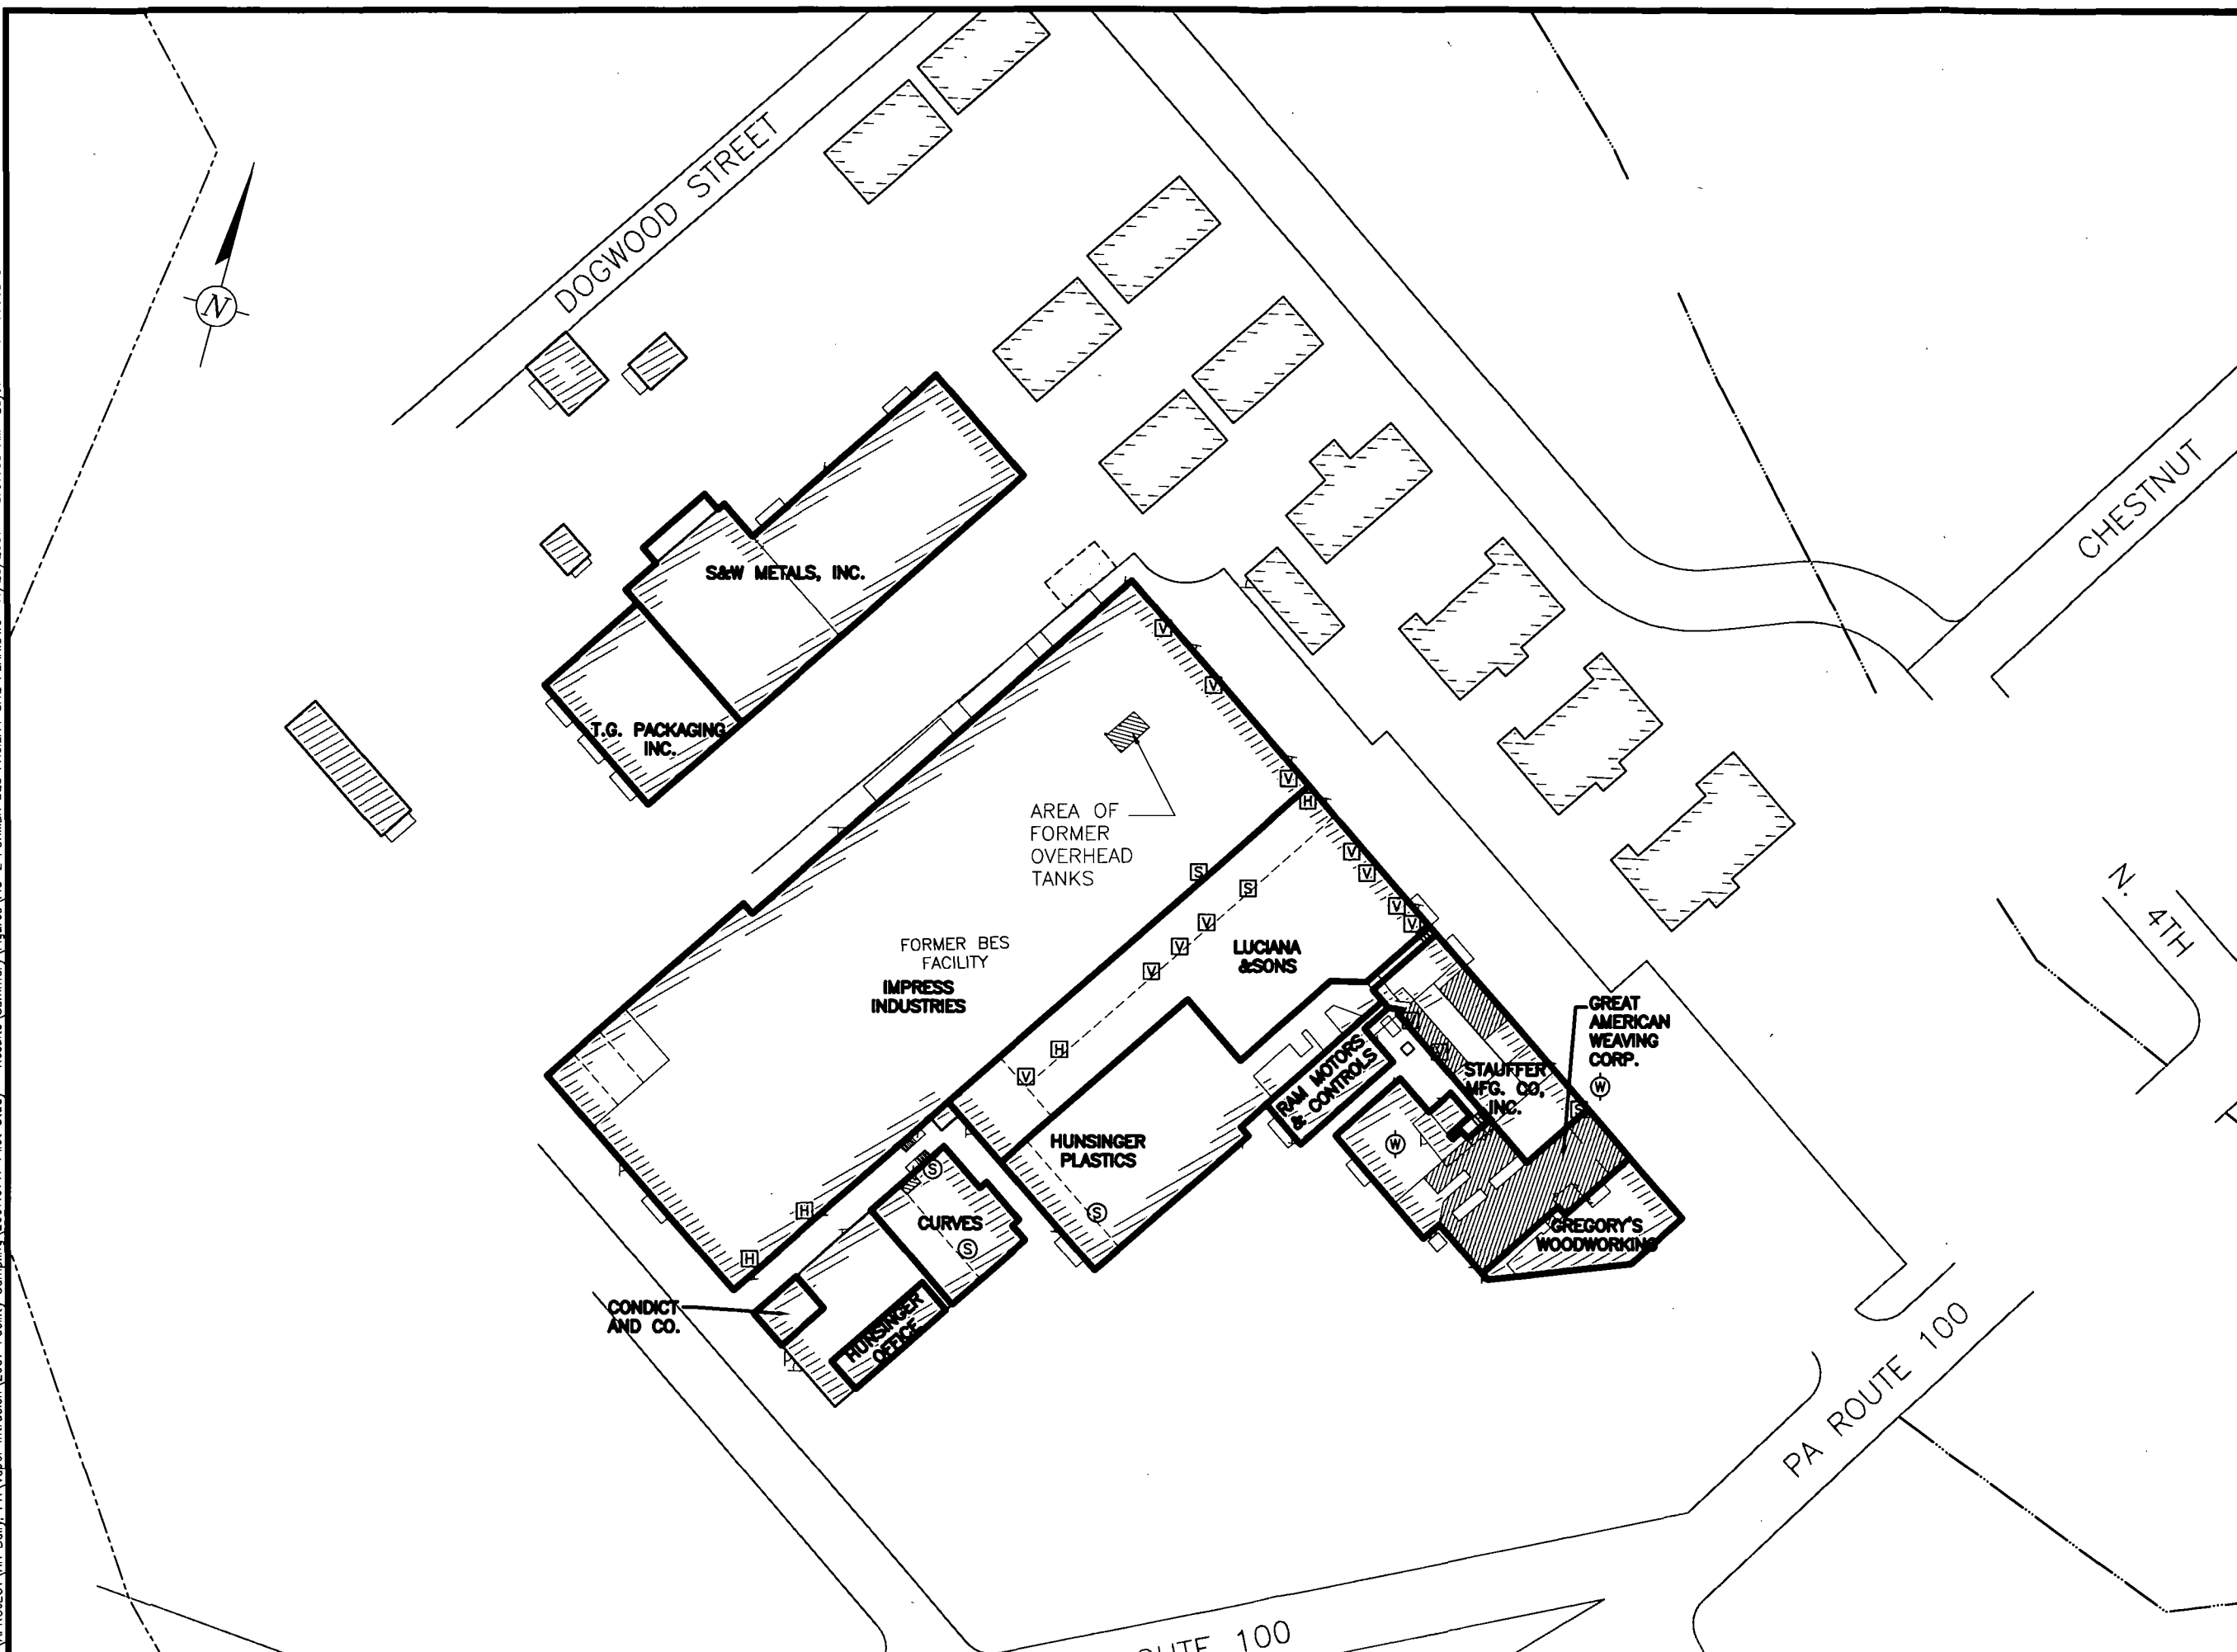 DOGWOOD STREET
N
CHESTNUT
S&W METALS, INC.
V
V
T.G. PACKAGING
INC.
V
H
AREA OF
FORMER
OVERHEAD
TANKS
V
V
S
S
V
V
V
V
V
N. 4TH
FORMER BES
FACILITY
LUCIANA
&SONS
IMPRESS
INDUSTRIES
GREAT
AMERICAN
WEAVING
CORP.
H
V
RAM MOTORS
& CONTROLS
STAUFFER
MFG. CO,
INC.
W
S
HUNSINGER
PLASTICS
W
S
H
S
CURVES
S
GREGORY'S
WOODWORKING
H
CONDICT
AND CO.
HUNSINGER
OFFICE
PA ROUTE 100
100